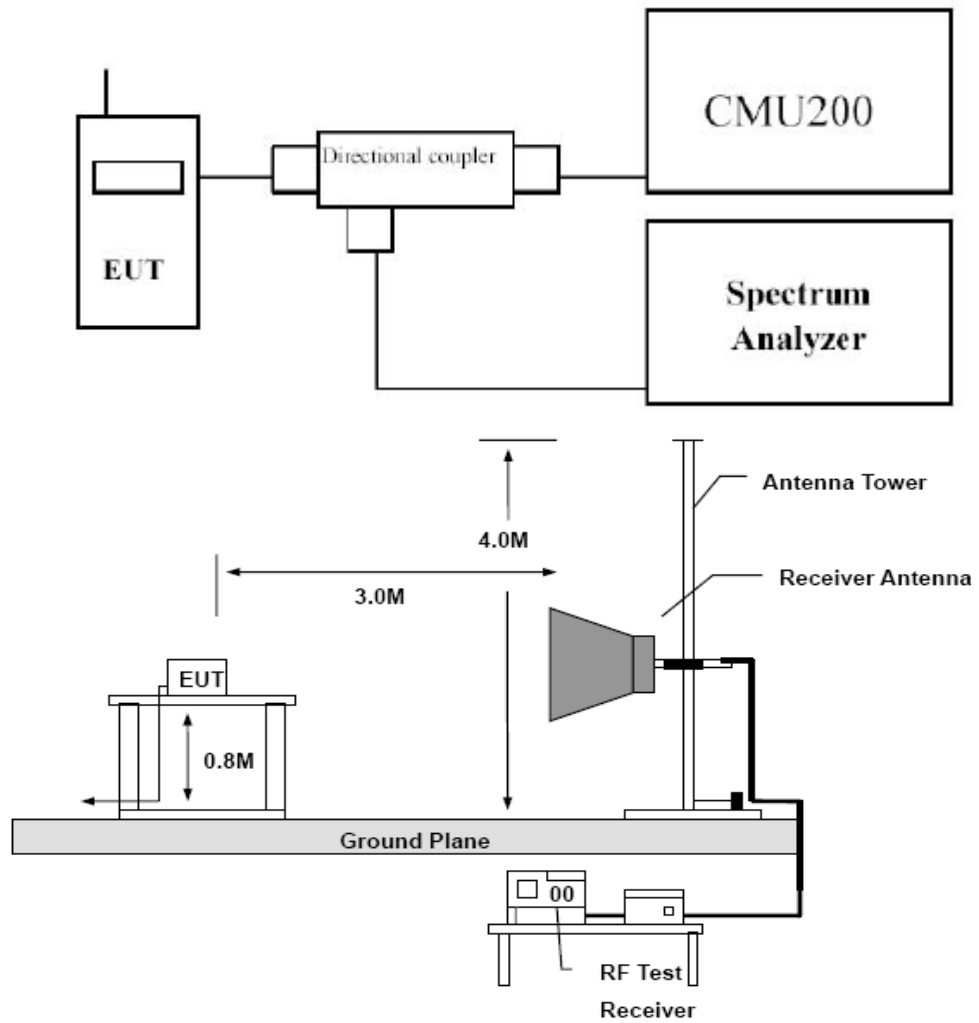 CMU200
Directional coupler
EUT
Spectrum
Analyzer
Antenna Tower
4.0M
Receiver Antenna
3.0M
EUT
0.8M
Ground Plane
00
RF Test
Receiver